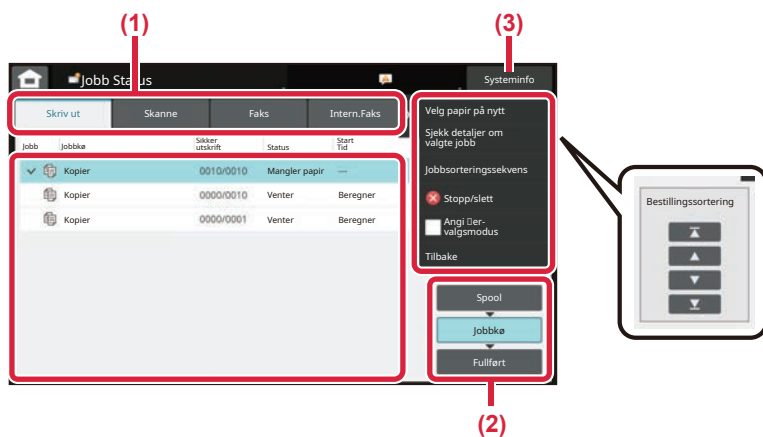 (1)
(3)
Jobb Status
Systeminfo
Skriv ut
Skanne
Faks
Intern.Faks
Jobb
Jobbkø
Sikker
utskrift
Status
Start
Tid
Kopier
0010/0010
Mangler papir
---
Kopier
0000/0010
Venter
Beregner
Kopier
0000/0001
Venter
Beregner
Velg papir på nytt
Sjekk detaljer om
valgte jobb
Jobbsorteringssekvens
Stopp/slett
Angi er-
valgsmodus
Tilbake
Spool
Jobbkø
Fullført
(2)
Bestillingssortering